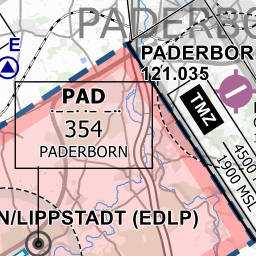 PADERBO
E
PADERBOR
121.035
PAD
354
PADERBORN
TMZ
4500
1900 MSL
N/LIPPSTADT (EDLP)